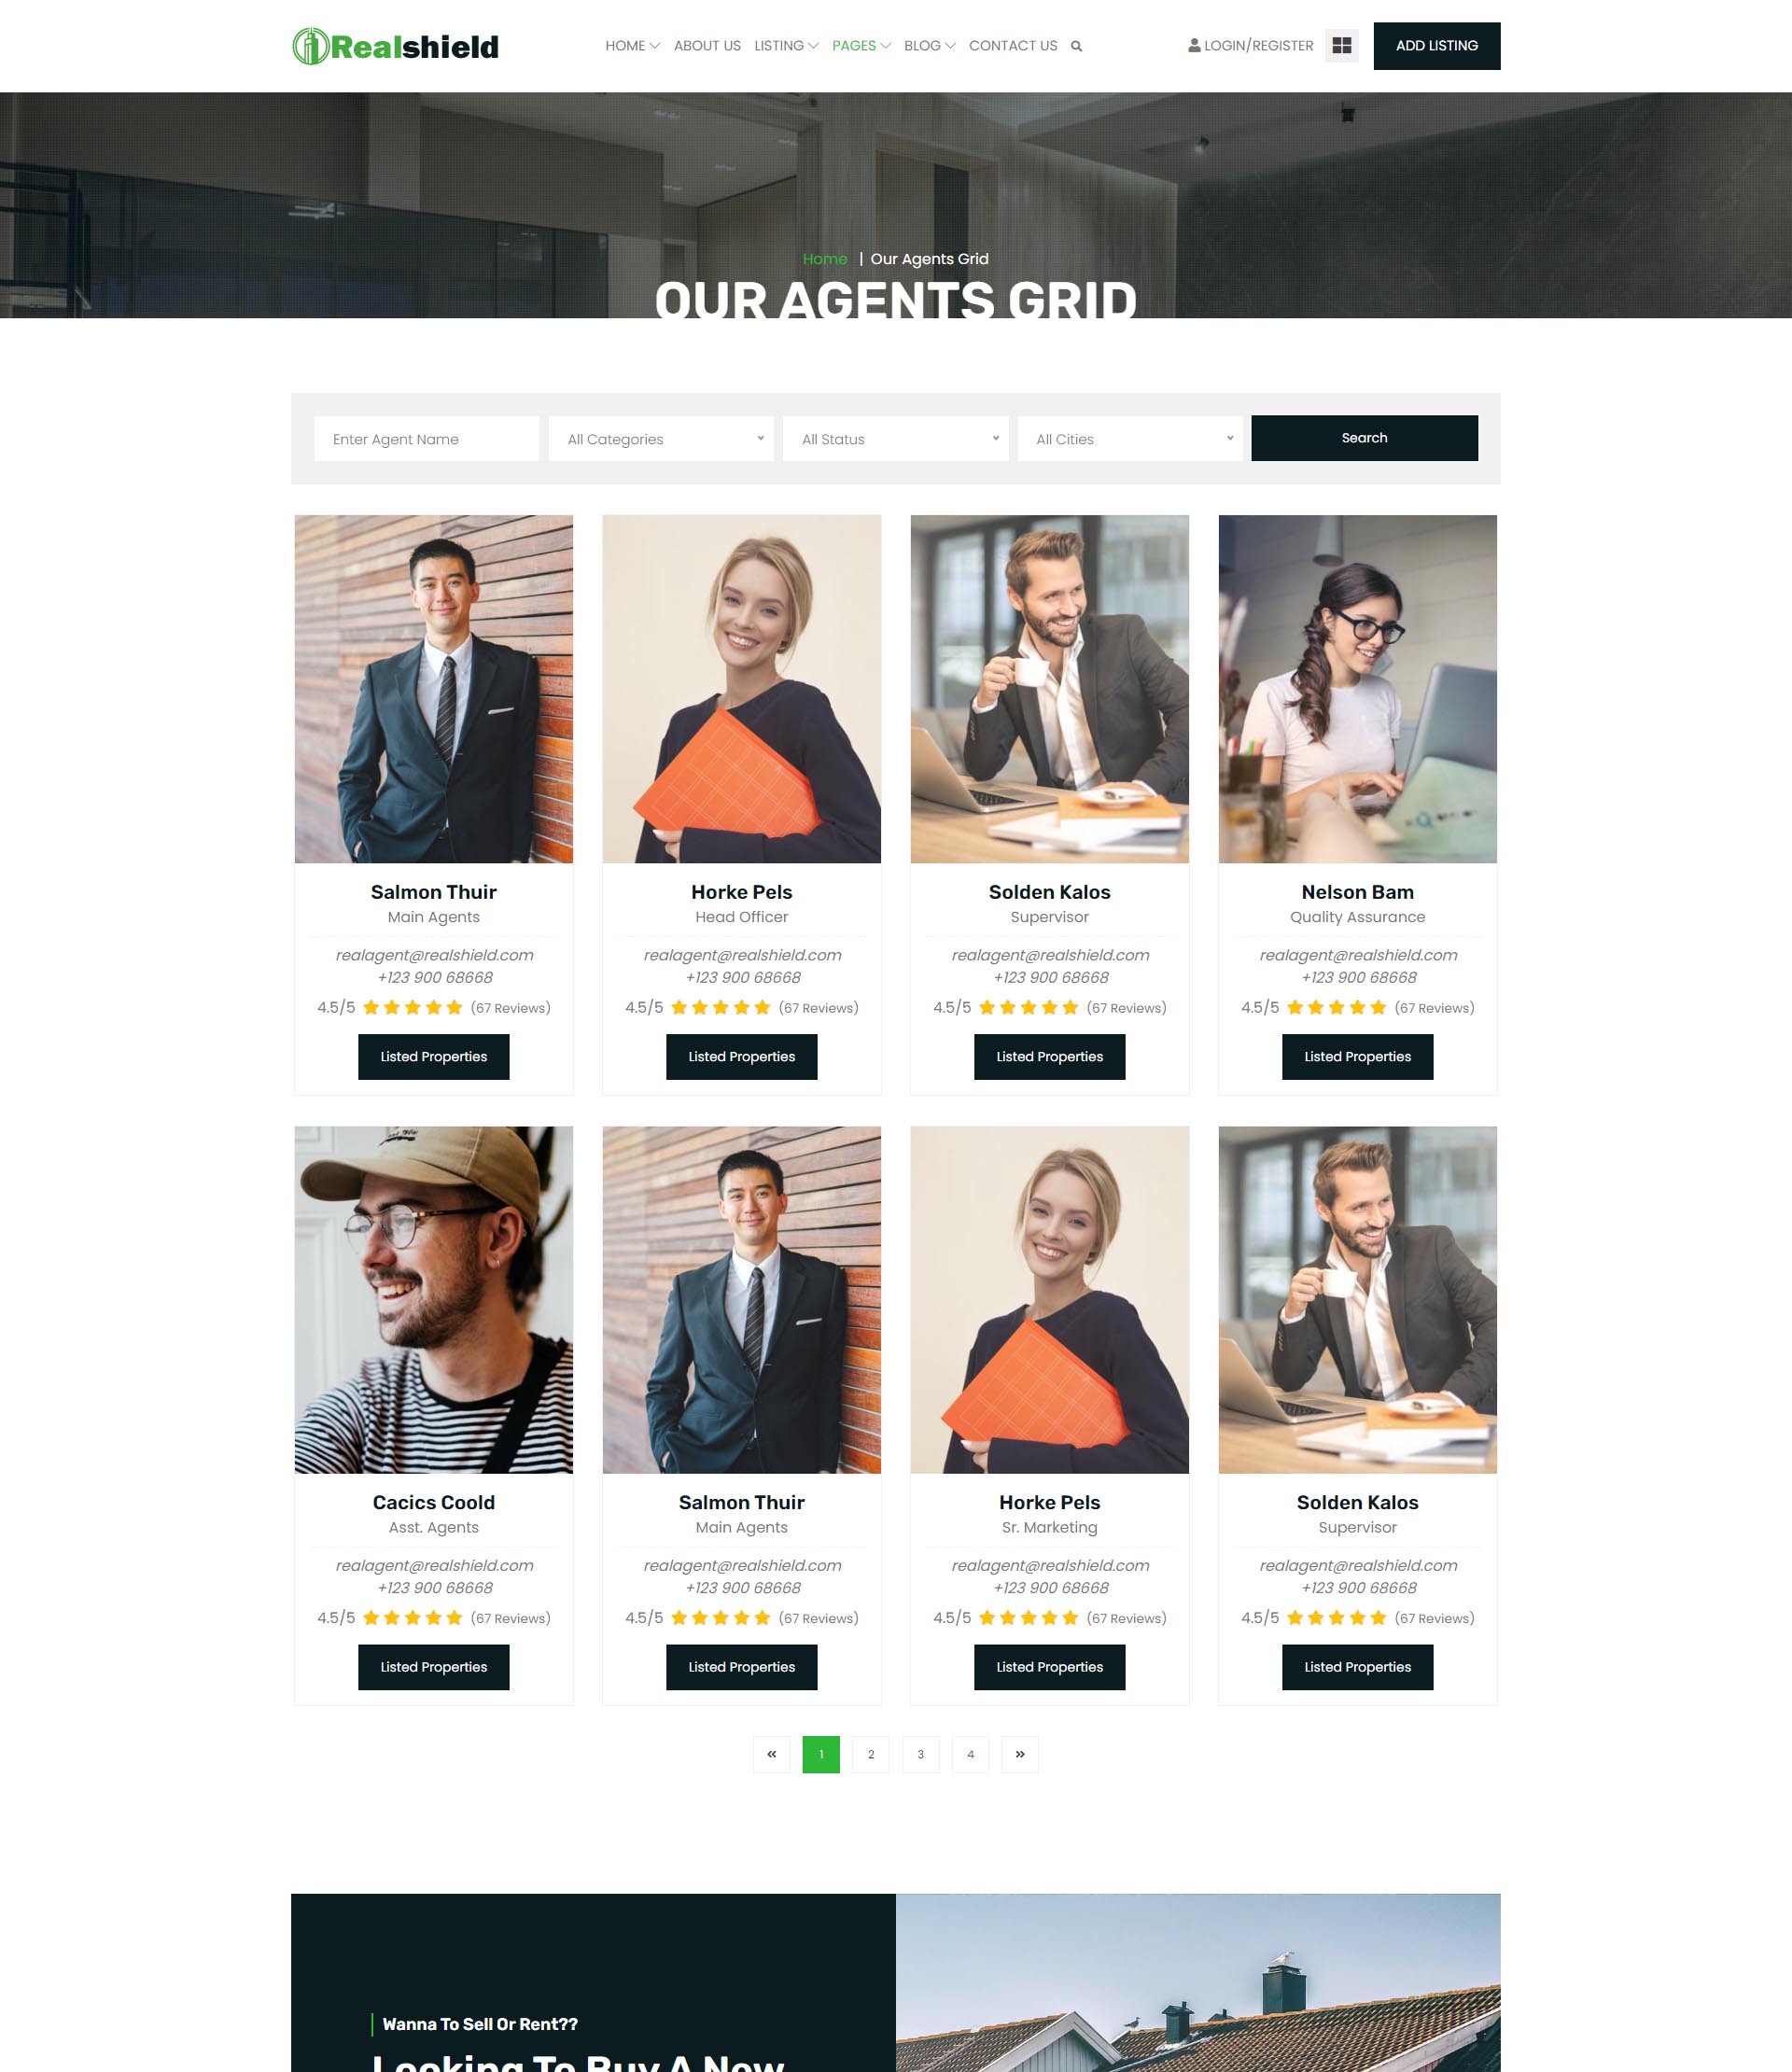 Realshield
HOME ABOUT US LISTING PAGES BLOG CONTACT US
LOGIN/REGISTER
ADD LISTING
Home | Our Agents Grid
OUR AGENTS GRID
Enter Agent Name
All Categories
All Status
All Cities
Search
Salmon Thuir
Main Agents
realagent@realshield.com
+123 900 68668
4.5/5 (67 Reviews)
Listed Properties
Horke Pels
Head Officer
realagent@realshield.com
+123 900 68668
4.5/5 (67 Reviews)
Listed Properties
Solden Kalos
Supervisor
realagent@realshield.com
+123 900 68668
4.5/5 (67 Reviews)
Listed Properties
Nelson Bam
Quality Assurance
realagent@realshield.com
+123 900 68668
4.5/5 (67 Reviews)
Listed Properties
Cacics Coold
Asst. Agents
realagent@realshield.com
+123 900 68668
4.5/5 (67 Reviews)
Listed Properties
Salmon Thuir
Main Agents
realagent@realshield.com
+123 900 68668
4.5/5 (67 Reviews)
Listed Properties
Horke Pels
Sr. Marketing
realagent@realshield.com
+123 900 68668
4.5/5 (67 Reviews)
Listed Properties
Solden Kalos
Supervisor
realagent@realshield.com
+123 900 68668
4.5/5 (67 Reviews)
Listed Properties
« 1 2 3 4 »
Wanna To Sell Or Rent??
Looking To Buy A New